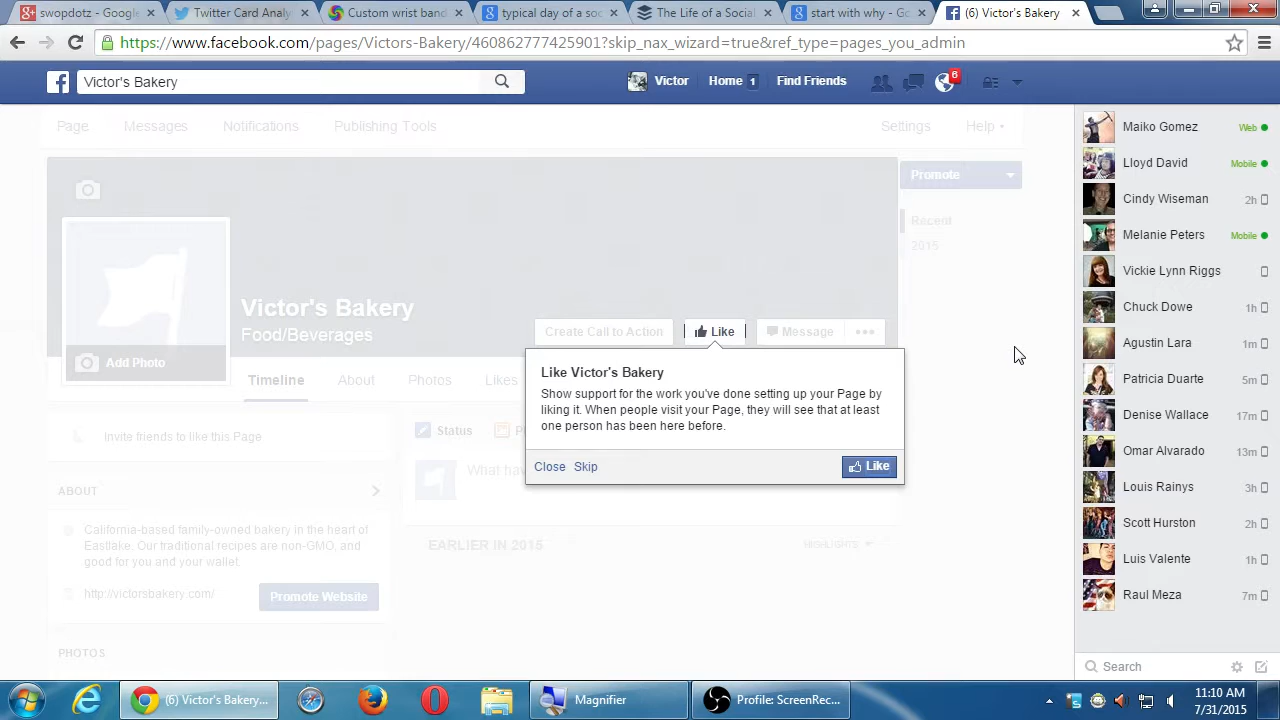 swopdotz - Google
Twitter Card Analy
Custom wrist band
typical day of a soc
The Life of a Social
start with why - Go
(6) Victor's Bakery
https://www.facebook.com/pages/Victors-Bakery/460862777421901?skip_nax_wizard=true&ref_type=pages_you_admin
Victor's Bakery
Victor
Home 1
Find Friends
6
Page
Messages
Notifications
Publishing Tools
Settings
Help
Promote
Recent
2015
Victor's Bakery
Food/Beverages
Add Photo
Create Call to Action
Like
Message
Timeline
About
Photos
Likes
Like Victor's Bakery
Show support for the work you've done setting up your Page by
liking it. When people visit your Page, they will see that at least
one person has been here before.
Close
Skip
Like
Invite friends to like this Page
Status
What hav
ABOUT
California-based family-owned bakery in the heart of
Eastlake. Our traditional recipes are non-GMO, and
good for you and your wallet.
http://victorsbakery.com/
Promote Website
EARLIER IN 2015
PHOTOS
Maiko Gomez Web
Lloyd David Mobile
Cindy Wiseman 2h
Melanie Peters Mobile
Vickie Lynn Riggs
Chuck Dowe 1h
Agustin Lara 1m
Patricia Duarte 5m
Denise Wallace 17m
Omar Alvarado 13m
Louis Rainys 3h
Scott Hurston 2h
Luis Valente 1h
Raul Meza 7m
Search
(6) Victor's Bakery...
Magnifier
Profile: ScreenRec...
11:10 AM
7/31/2015